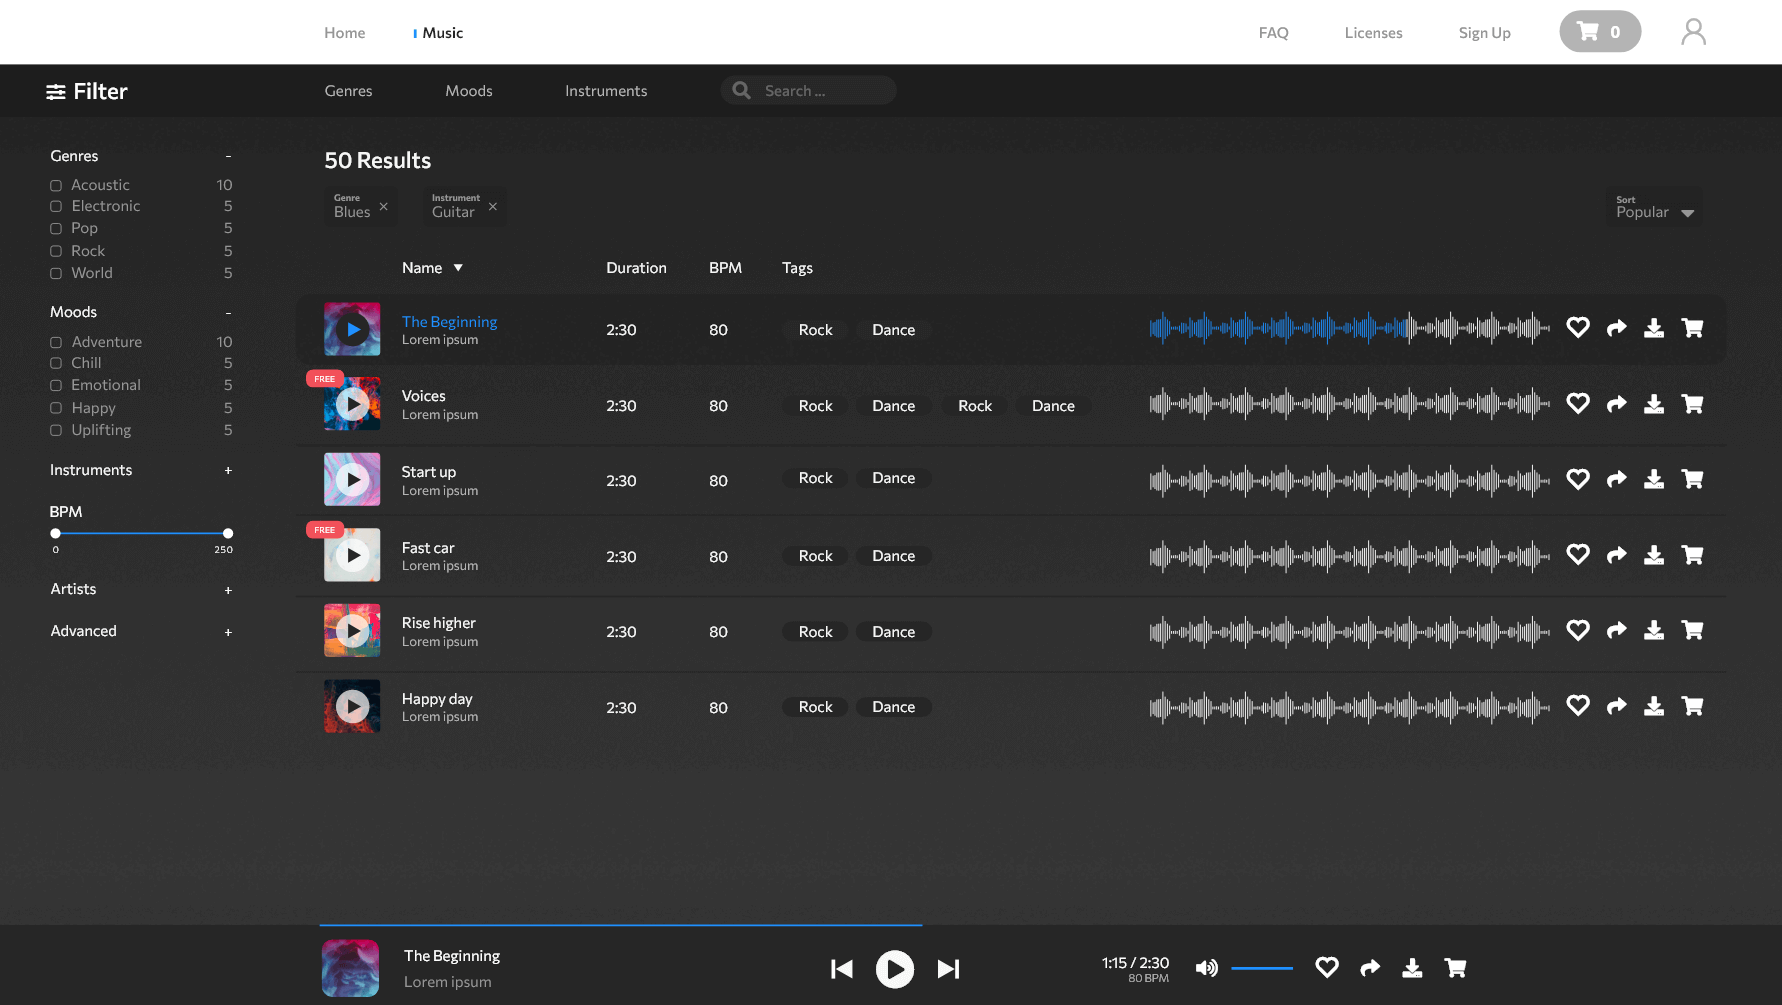 Home
Music
FAQ
Licenses
Sign Up
0
Filter
Genres
Moods
Instruments
Search ...
Genres -
Acoustic 10
Electronic 5
Pop 5
Rock 5
World 5
Moods -
Adventure 10
Chill 5
Emotional 5
Happy 5
Uplifting 5
Instruments +
BPM
0 250
Artists +
Advanced +
50 Results
Genre
Blues ×
Instrument
Guitar ×
Sort
Popular
Name Duration BPM Tags
The Beginning
Lorem ipsum
2:30 80 Rock Dance
FREE
Voices
Lorem ipsum
2:30 80 Rock Dance Rock Dance
Start up
Lorem ipsum
2:30 80 Rock Dance
FREE
Fast car
Lorem ipsum
2:30 80 Rock Dance
Rise higher
Lorem ipsum
2:30 80 Rock Dance
Happy day
Lorem ipsum
2:30 80 Rock Dance
The Beginning
Lorem ipsum
1:15 / 2:30
80 BPM